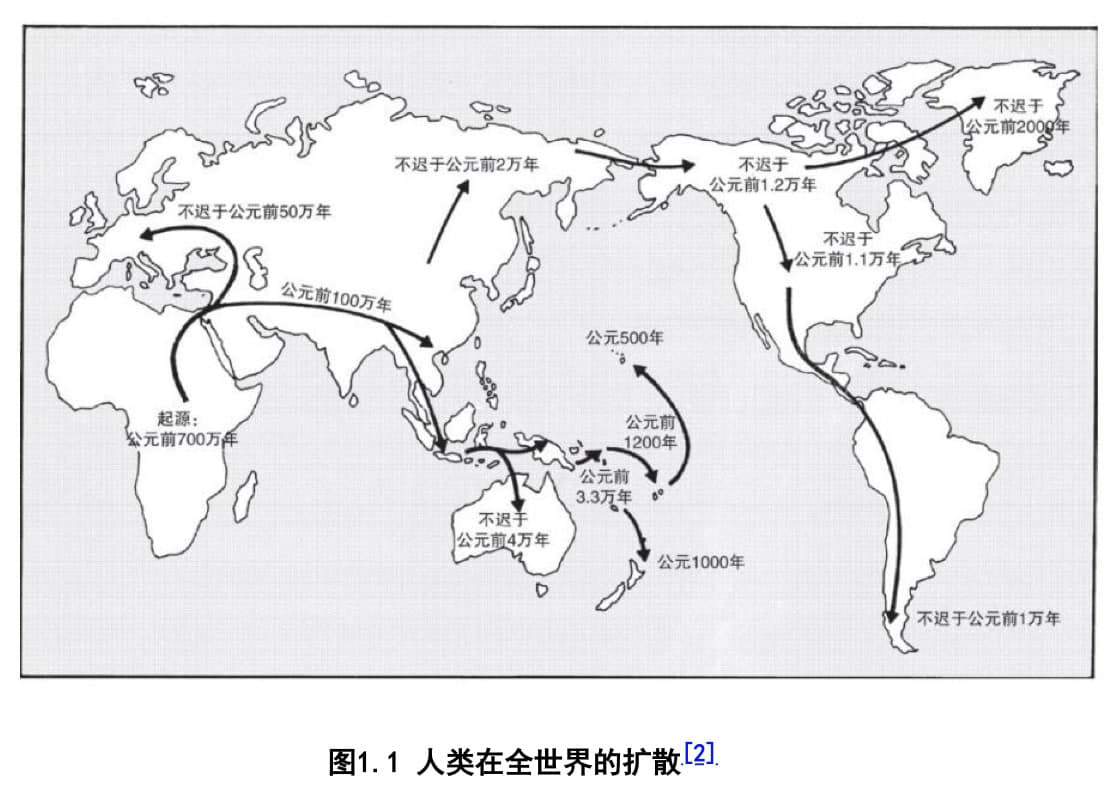 不迟于
公元前2000年
不迟于公元前2万年
不迟于
公元前1.2万年
不迟于公元前50万年
不迟于
公元前1.1万年
公元前100万年
公元500年
起源：
公元前700万年
公元前
1200年
公元前
3.3万年
不迟于
公元前4万年
公元1000年
不迟于公元前1万年
图1.1 人类在全世界的扩散[2]